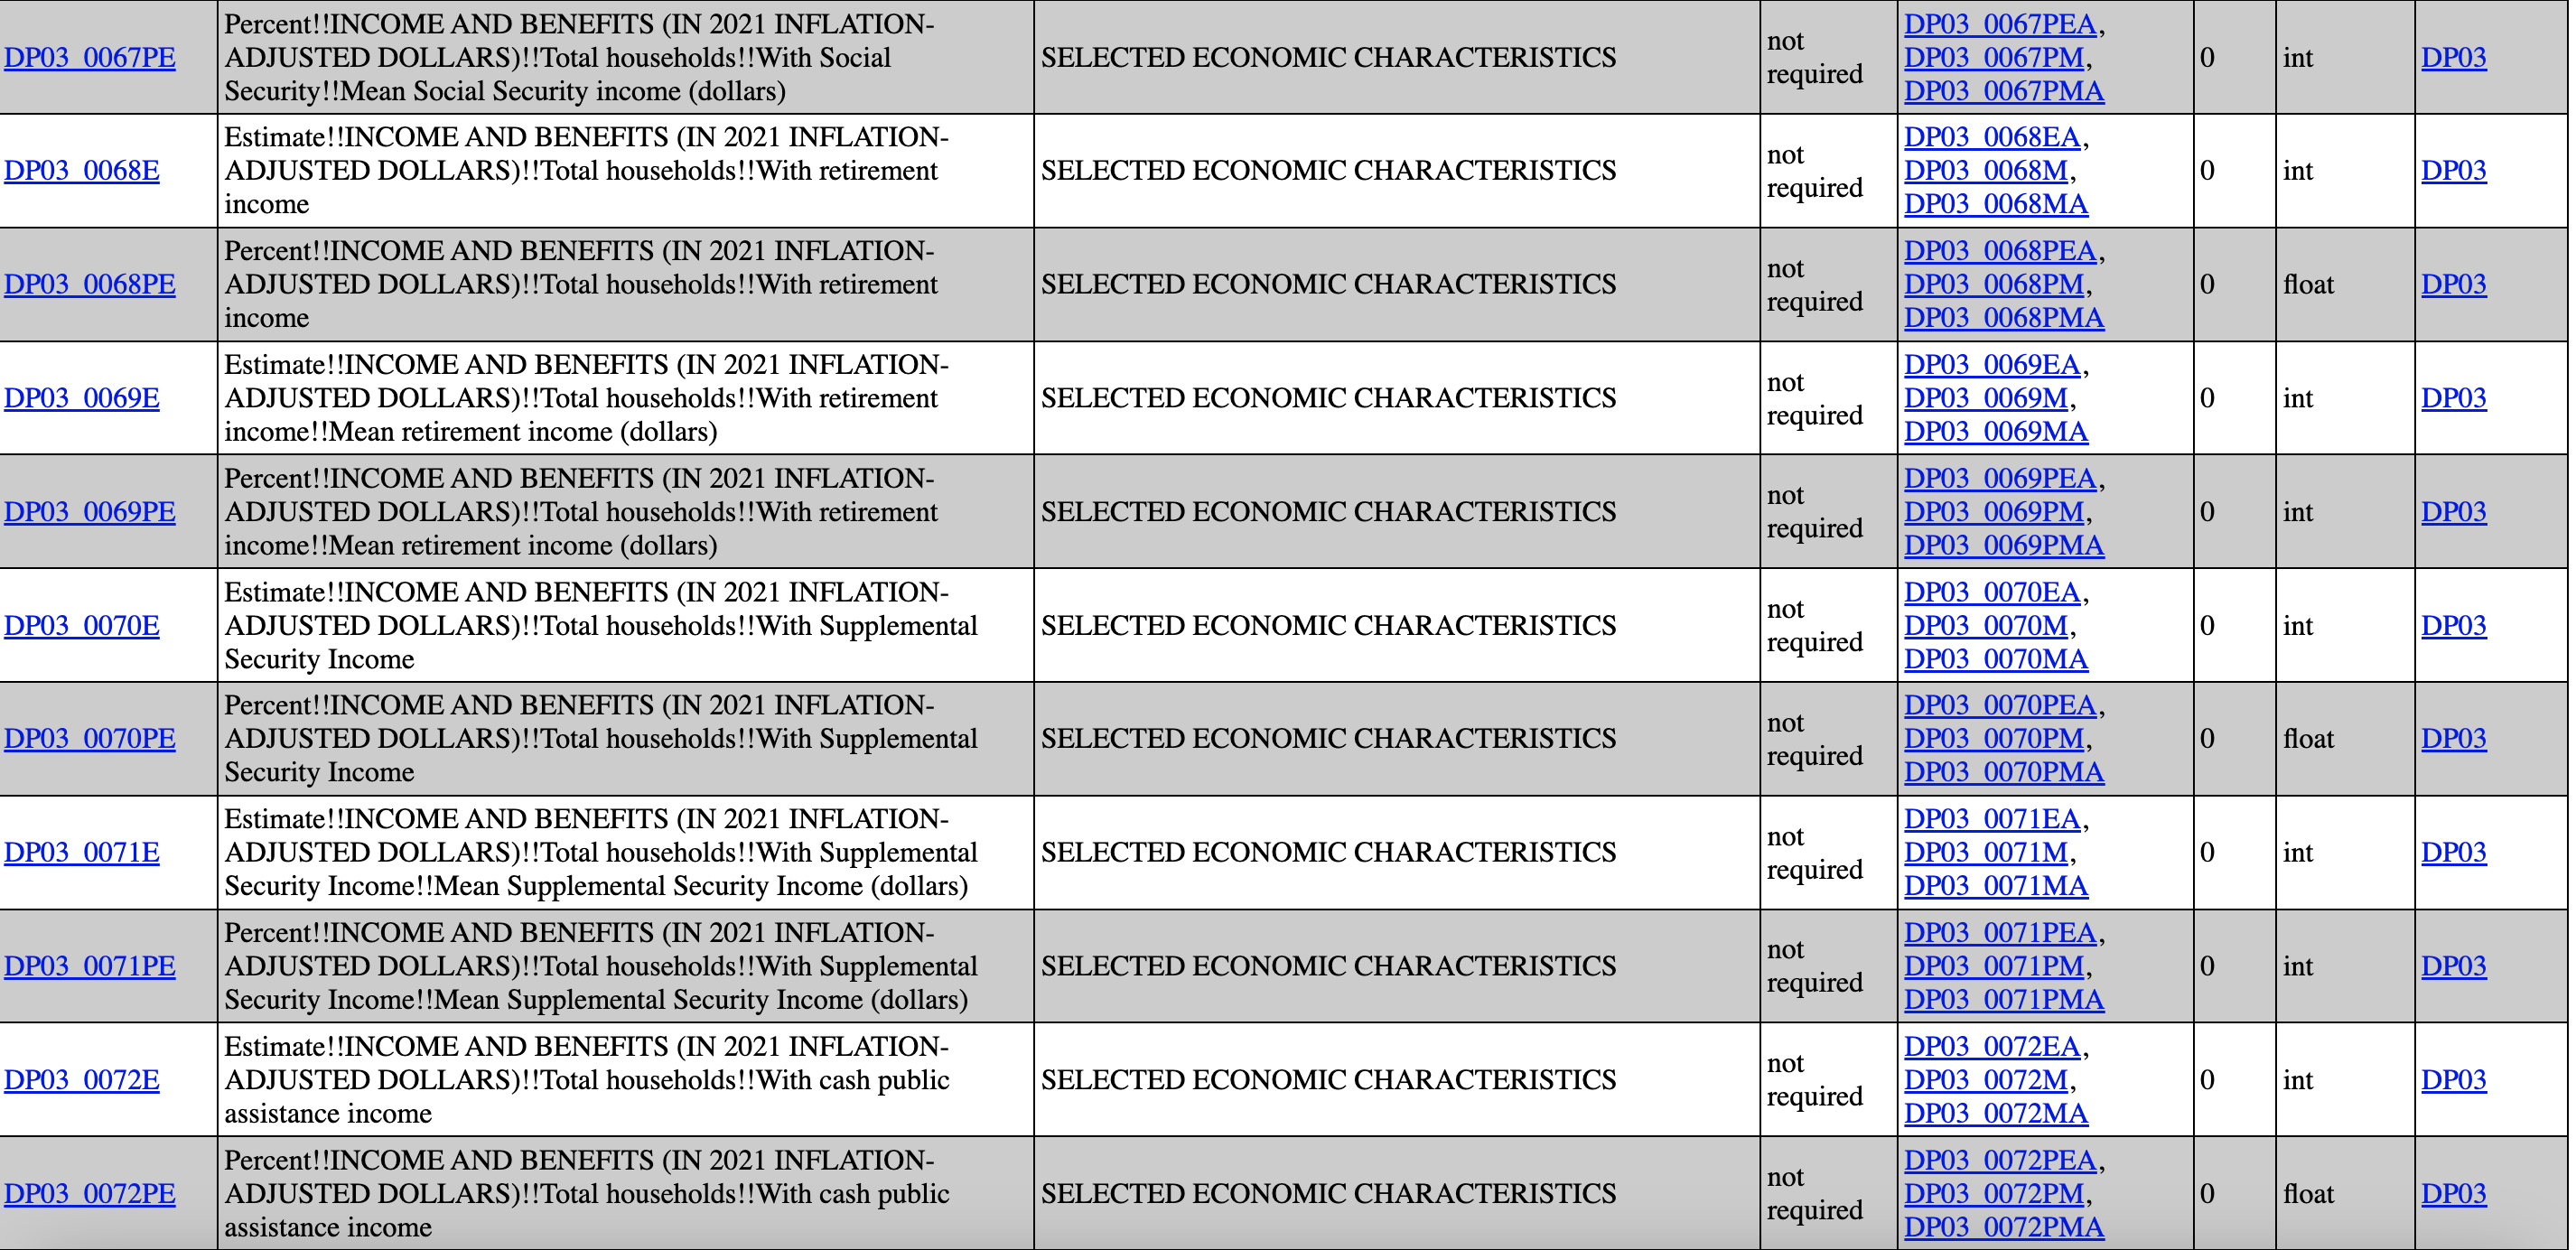 DP03_0067PE
Percent!!INCOME AND BENEFITS (IN 2021 INFLATION-
ADJUSTED DOLLARS)!!Total households!!With Social
Security!!Mean Social Security income (dollars)
SELECTED ECONOMIC CHARACTERISTICS
not
required
DP03_0067PEA,
DP03_0067PM,
DP03_0067PMA
0
int
DP03
DP03_0068E
Estimate!!INCOME AND BENEFITS (IN 2021 INFLATION-
ADJUSTED DOLLARS)!!Total households!!With retirement
income
SELECTED ECONOMIC CHARACTERISTICS
not
required
DP03_0068EA,
DP03_0068M,
DP03_0068MA
0
int
DP03
DP03_0068PE
Percent!!INCOME AND BENEFITS (IN 2021 INFLATION-
ADJUSTED DOLLARS)!!Total households!!With retirement
income
SELECTED ECONOMIC CHARACTERISTICS
not
required
DP03_0068PEA,
DP03_0068PM,
DP03_0068PMA
0
float
DP03
DP03_0069E
Estimate!!INCOME AND BENEFITS (IN 2021 INFLATION-
ADJUSTED DOLLARS)!!Total households!!With retirement
income!!Mean retirement income (dollars)
SELECTED ECONOMIC CHARACTERISTICS
not
required
DP03_0069EA,
DP03_0069M,
DP03_0069MA
0
int
DP03
DP03_0069PE
Percent!!INCOME AND BENEFITS (IN 2021 INFLATION-
ADJUSTED DOLLARS)!!Total households!!With retirement
income!!Mean retirement income (dollars)
SELECTED ECONOMIC CHARACTERISTICS
not
required
DP03_0069PEA,
DP03_0069PM,
DP03_0069PMA
0
int
DP03
DP03_0070E
Estimate!!INCOME AND BENEFITS (IN 2021 INFLATION-
ADJUSTED DOLLARS)!!Total households!!With Supplemental
Security Income
SELECTED ECONOMIC CHARACTERISTICS
not
required
DP03_0070EA,
DP03_0070M,
DP03_0070MA
0
int
DP03
DP03_0070PE
Percent!!INCOME AND BENEFITS (IN 2021 INFLATION-
ADJUSTED DOLLARS)!!Total households!!With Supplemental
Security Income
SELECTED ECONOMIC CHARACTERISTICS
not
required
DP03_0070PEA,
DP03_0070PM,
DP03_0070PMA
0
float
DP03
DP03_0071E
Estimate!!INCOME AND BENEFITS (IN 2021 INFLATION-
ADJUSTED DOLLARS)!!Total households!!With Supplemental
Security Income!!Mean Supplemental Security Income (dollars)
SELECTED ECONOMIC CHARACTERISTICS
not
required
DP03_0071EA,
DP03_0071M,
DP03_0071MA
0
int
DP03
DP03_0071PE
Percent!!INCOME AND BENEFITS (IN 2021 INFLATION-
ADJUSTED DOLLARS)!!Total households!!With Supplemental
Security Income!!Mean Supplemental Security Income (dollars)
SELECTED ECONOMIC CHARACTERISTICS
not
required
DP03_0071PEA,
DP03_0071PM,
DP03_0071PMA
0
int
DP03
DP03_0072E
Estimate!!INCOME AND BENEFITS (IN 2021 INFLATION-
ADJUSTED DOLLARS)!!Total households!!With cash public
assistance income
SELECTED ECONOMIC CHARACTERISTICS
not
required
DP03_0072EA,
DP03_0072M,
DP03_0072MA
0
int
DP03
DP03_0072PE
Percent!!INCOME AND BENEFITS (IN 2021 INFLATION-
ADJUSTED DOLLARS)!!Total households!!With cash public
assistance income
SELECTED ECONOMIC CHARACTERISTICS
not
required
DP03_0072PEA,
DP03_0072PM,
DP03_0072PMA
0
float
DP03